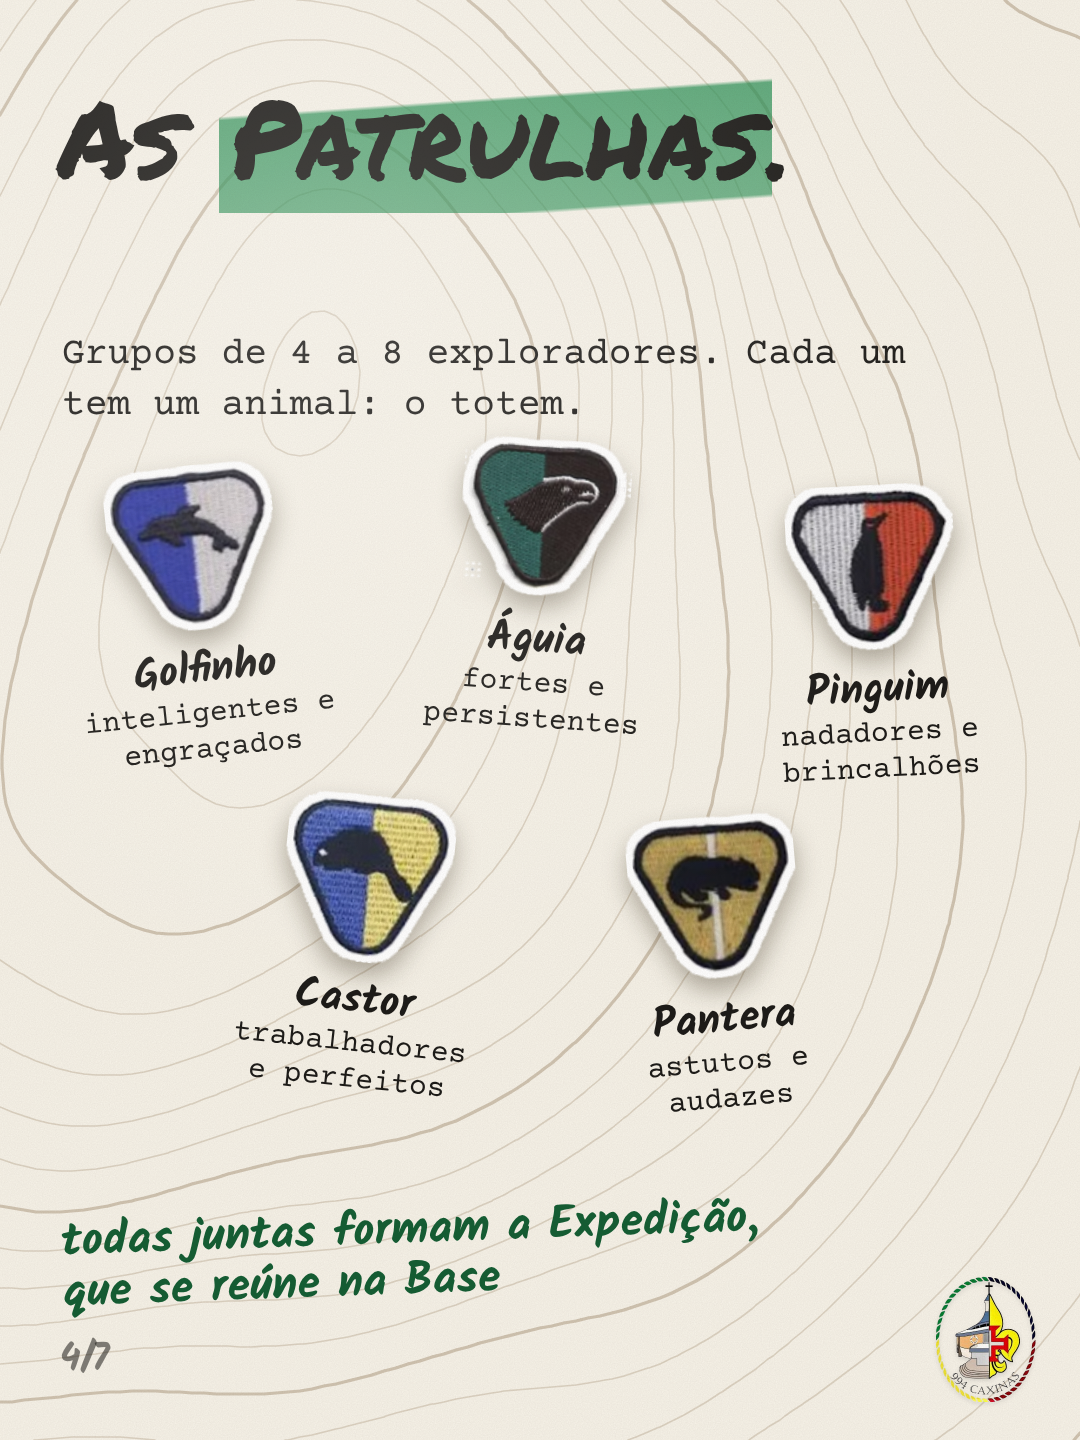 As Patrulhas.
Grupos de 4 a 8 exploradores. Cada um
tem um animal: o totem.
Golfinho
inteligentes e
engraçados
Águia
fortes e
persistentes
Pinguim
nadadores e
brincalhões
Castor
trabalhadores
e perfeitos
Pantera
astutos e
audazes
todas juntas formam a Expedição,
que se reúne na Base
4/7
994 CAXINAS